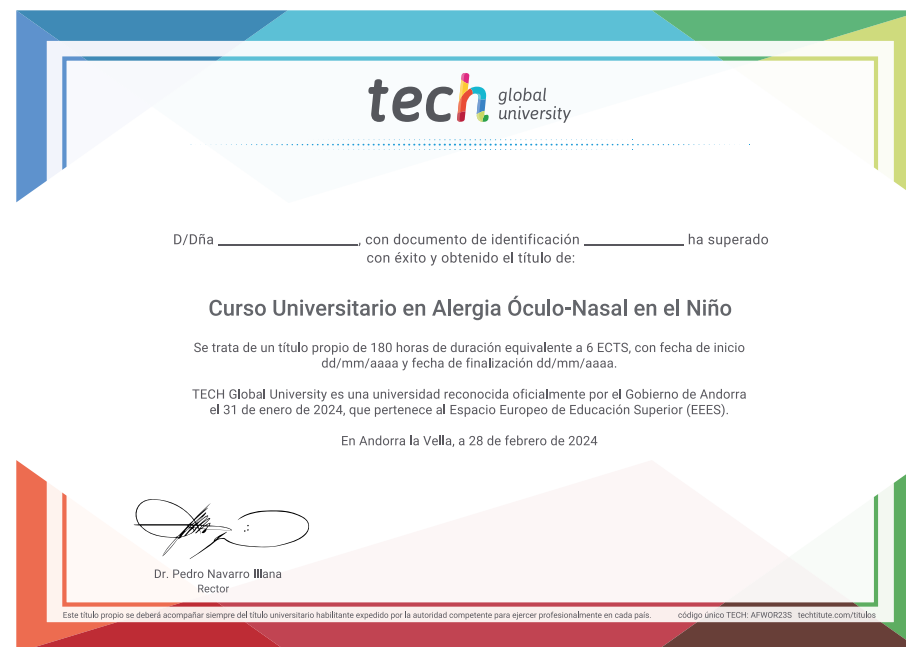 tech global university
D/Dña ____________, con documento de identificación ____________ ha superado
con éxito y obtenido el título de:
Curso Universitario en Alergia Óculo-Nasal en el Niño
Se trata de un título propio de 180 horas de duración equivalente a 6 ECTS, con fecha de inicio
dd/mm/aaaa y fecha de finalización dd/mm/aaaa.
TECH Global University es una universidad reconocida oficialmente por el Gobierno de Andorra
el 31 de enero de 2024, que pertenece al Espacio Europeo de Educación Superior (EEES).
En Andorra la Vella, a 28 de febrero de 2024
Dr. Pedro Navarro Illana
Rector
Este título propio se deberá acompañar siempre del título universitario habilitante expedido por la autoridad competente para ejercer profesionalmente en cada país. código único TECH: AFWOR23S techtitute.com/titulos